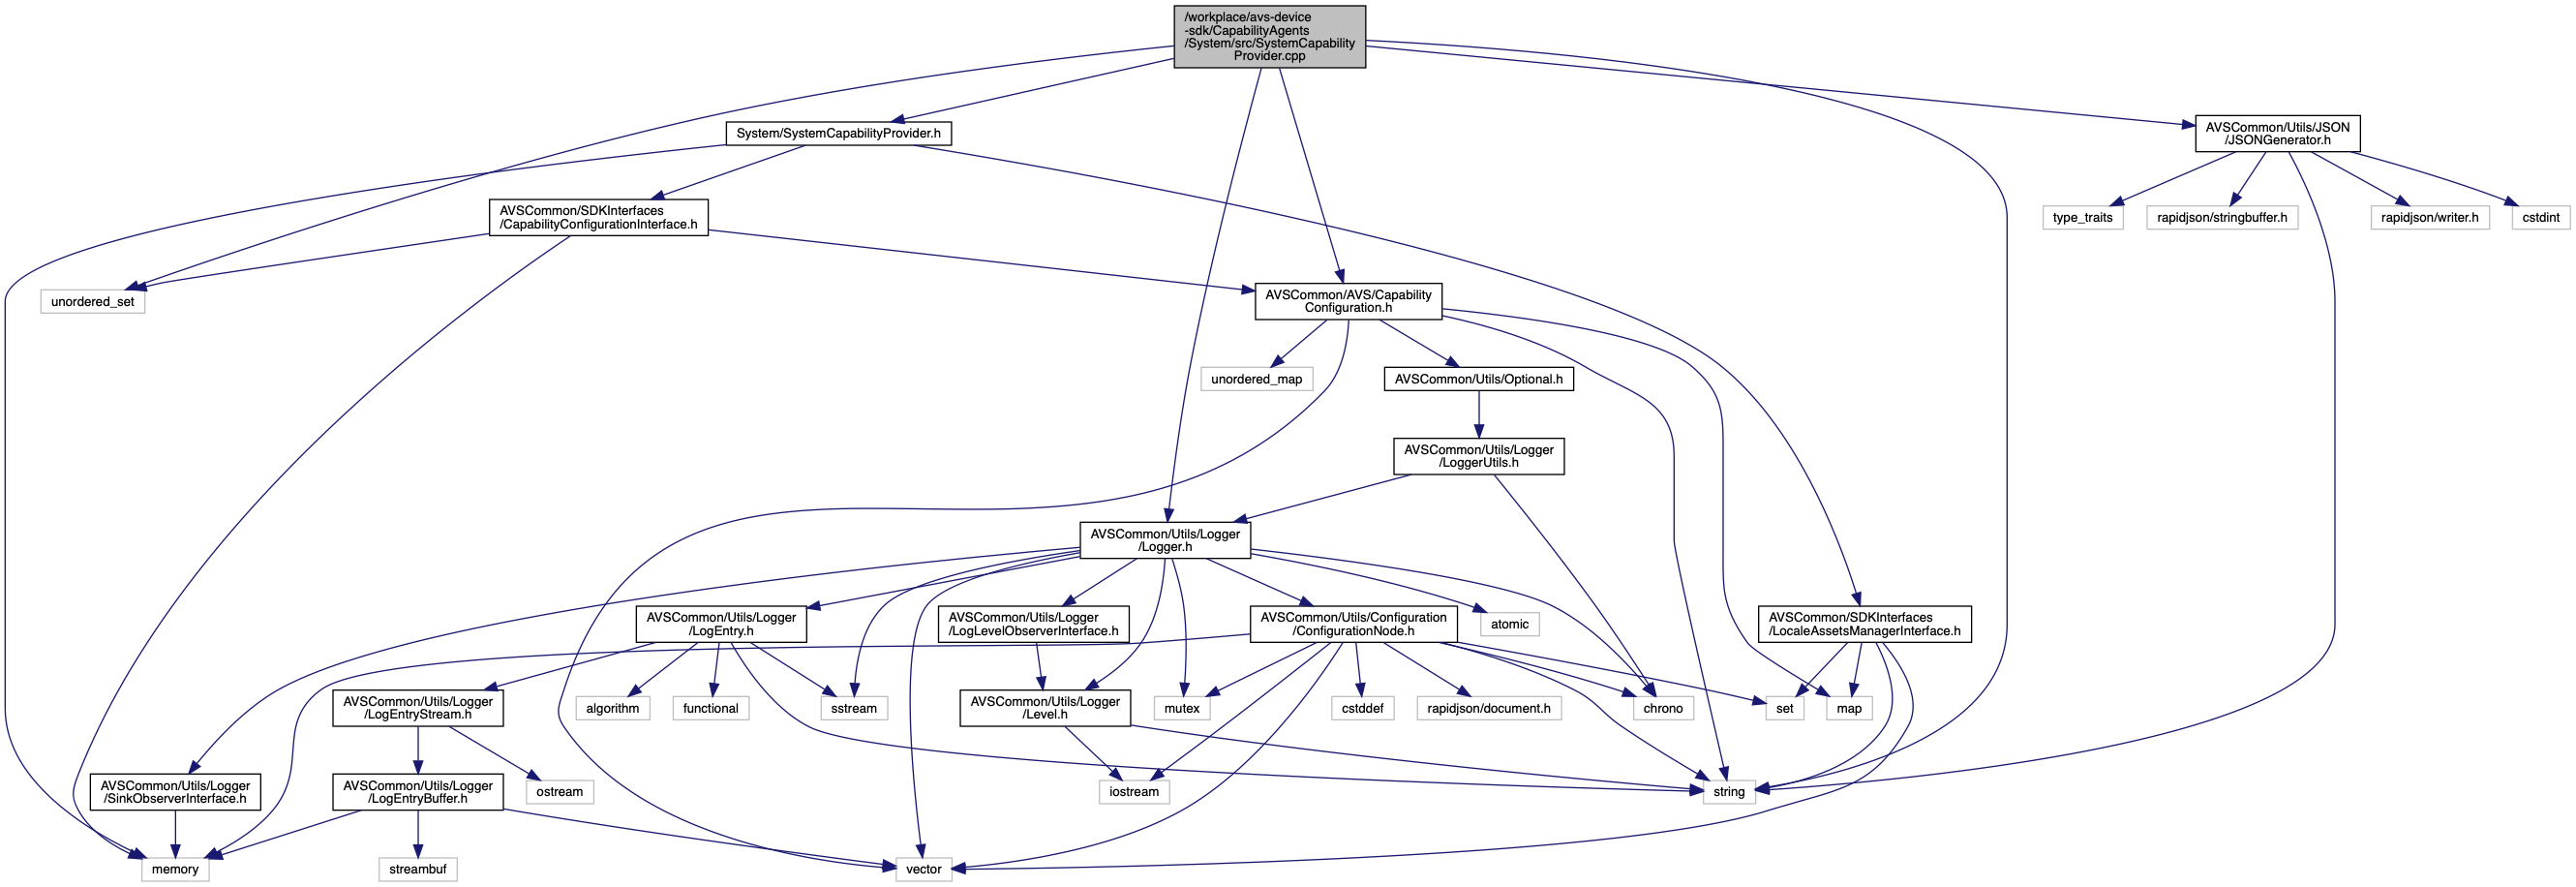 /workplace/avs-device
-sdk/CapabilityAgents
/System/src/SystemCapability
Provider.cpp
System/SystemCapabilityProvider.h
AVSCommon/Utils/JSON
/JSONGenerator.h
AVSCommon/SDKInterfaces
/CapabilityConfigurationInterface.h
type_traits
rapidjson/stringbuffer.h
rapidjson/writer.h
cstdint
unordered_set
AVSCommon/AVS/Capability
Configuration.h
unordered_map
AVSCommon/Utils/Optional.h
AVSCommon/Utils/Logger
/LoggerUtils.h
AVSCommon/Utils/Logger
/Logger.h
AVSCommon/Utils/Logger
/LogEntry.h
AVSCommon/Utils/Logger
/LogLevelObserverInterface.h
AVSCommon/Utils/Configuration
/ConfigurationNode.h
atomic
AVSCommon/SDKInterfaces
/LocaleAssetsManagerInterface.h
AVSCommon/Utils/Logger
/LogEntryStream.h
algorithm
functional
sstream
AVSCommon/Utils/Logger
/Level.h
mutex
cstddef
rapidjson/document.h
chrono
set
map
AVSCommon/Utils/Logger
/SinkObserverInterface.h
AVSCommon/Utils/Logger
/LogEntryBuffer.h
ostream
iostream
string
memory
streambuf
vector